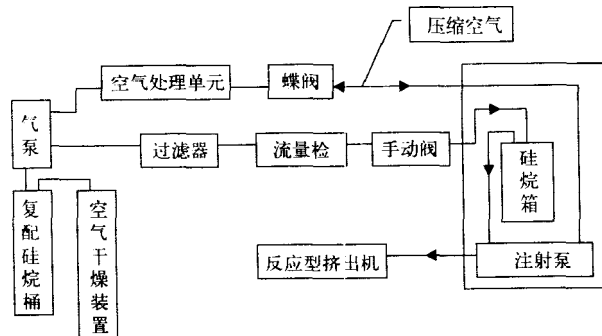 压缩空气
空气处理单元
蝶阀
气泵
过滤器
流量检
手动阀
硅烷箱
复配硅烷桶
空气干燥装置
反应型挤出机
注射泵